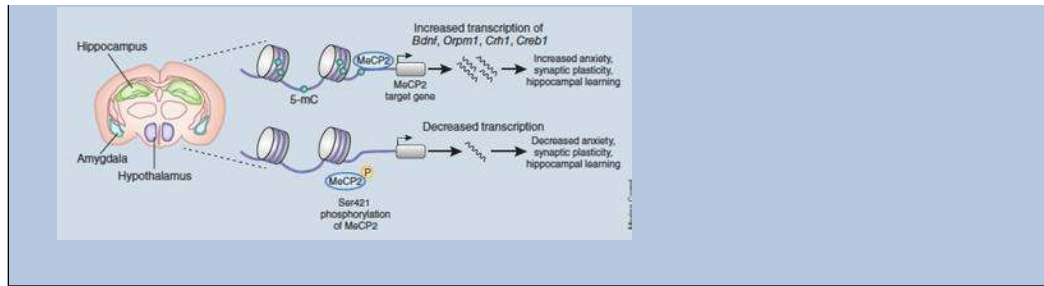 Increased transcription of
Bdnf, Orpm1, Crh1, Creb1
Hippocampus
MeCP2
Increased anxiety,
synaptic plasticity,
hippocampal learning
MeCP2
target gene
5-mC
Decreased transcription
Decreased anxiety,
synaptic plasticity,
hippocampal learning
Amygdala
Hypothalamus
P
MeCP2
Ser421
phosphorylation
of MeCP2